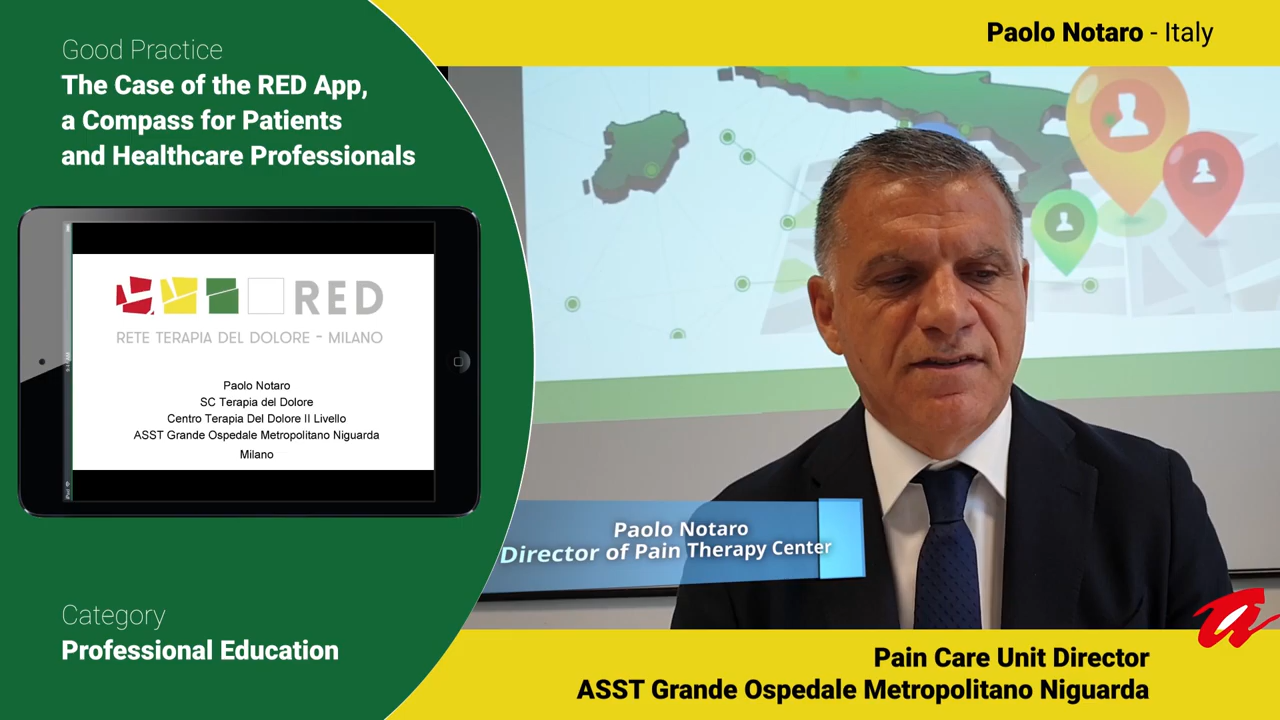 Good Practice
The Case of the RED App,
a Compass for Patients
and Healthcare Professionals
RED
RETE TERAPIA DEL DOLORE - MILANO
Paolo Notaro
SC Terapia del Dolore
Centro Terapia Del Dolore II Livello
ASST Grande Ospedale Metropolitano Niguarda
Milano
Category
Professional Education
Paolo Notaro - Italy
Paolo Notaro
Director of Pain Therapy Center
Pain Care Unit Director
ASST Grande Ospedale Metropolitano Niguarda